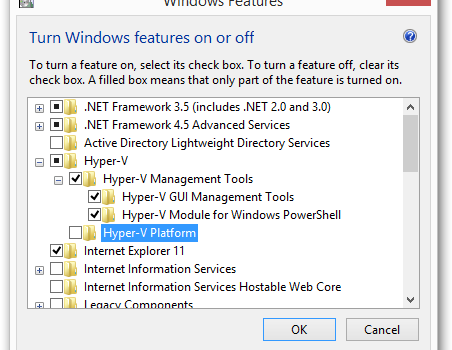 Windows Features
Turn Windows features on or off
To turn a feature on, select its check box. To turn a feature off, clear its
check box. A filled box means that only part of the feature is turned on.
.NET Framework 3.5 (includes .NET 2.0 and 3.0)
.NET Framework 4.5 Advanced Services
Active Directory Lightweight Directory Services
Hyper-V
Hyper-V Management Tools
Hyper-V GUI Management Tools
Hyper-V Module for Windows PowerShell
Hyper-V Platform
Internet Explorer 11
Internet Information Services
Internet Information Services Hostable Web Core
Legacy Components
OK Cancel